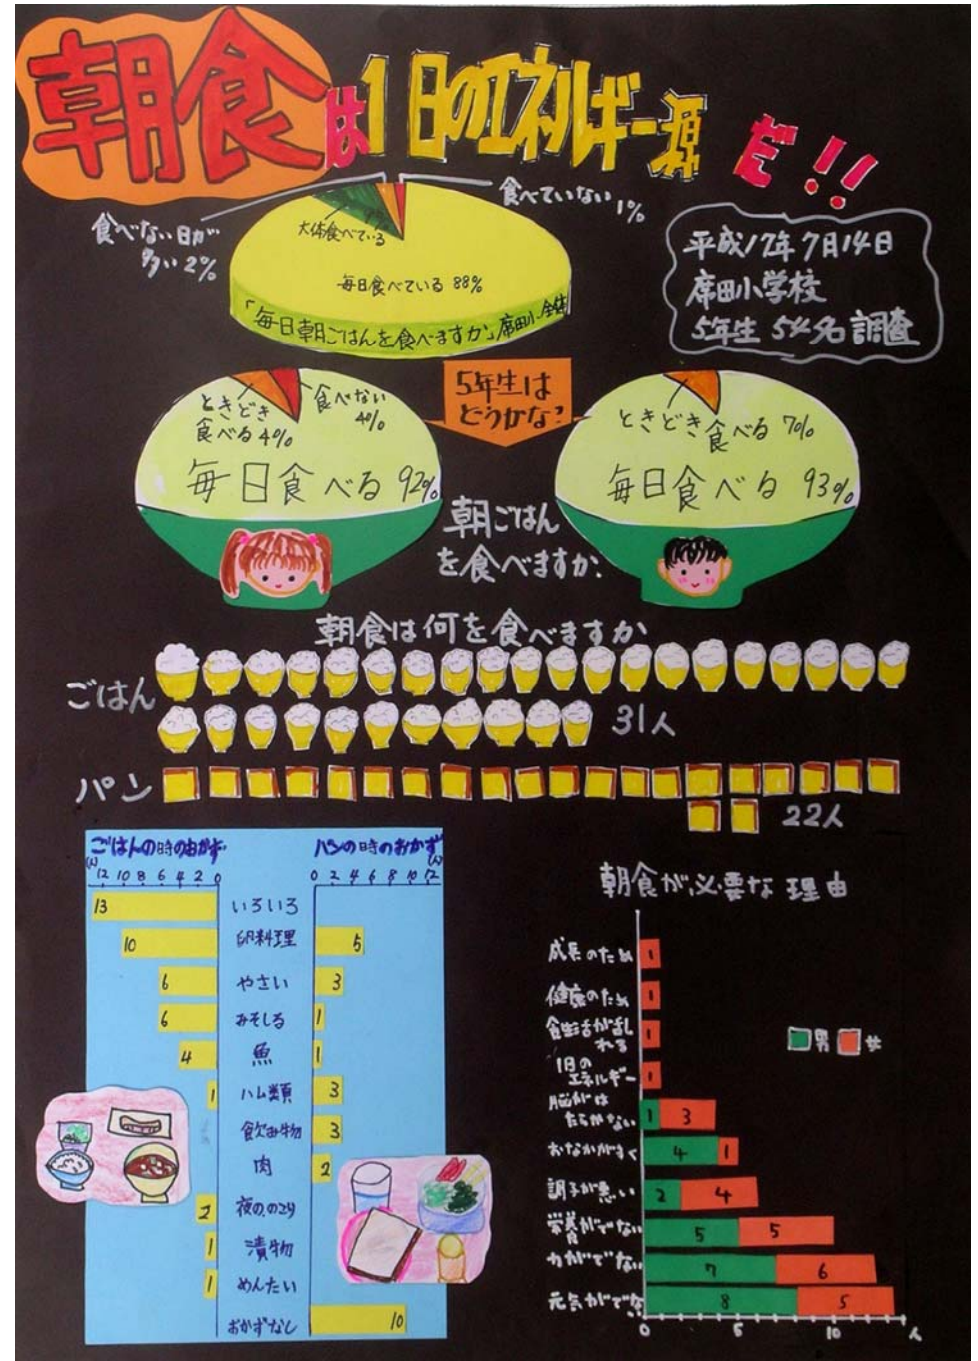 朝食は1日のエネルギー源だ!!
食べていない1%
食べない日が
多い2%
大体食べている
9%
毎日食べている 88%
「毎日朝ごはんを食べますか」席田小全体
平成17年7月14日
席田小学校
5年生 54名調査
5年生は
どうかな?
ときどき
食べる4%
食べない
4%
毎日食べる 92%
ときどき食べる 7%
毎日食べる 93%
朝ごはん
を食べますか.
朝食は何を食べますか
ごはん
31人
パン
22人
ごはんの時のおかず
(人)
12 10 8 6 4 2 0
パンの時のおかず
(人)
0 2 4 6 8 10 12
13 いろいろ
10 卵料理 5
6 やさい 3
6 みそしる 1
4 魚 1
1 ハム類 3
飲み物 3
肉 2
2 夜ののこり
1 漬物
1 めんたい
おかずなし 10
朝食が必要な理由
男 女
成長のため 1
健康のため 1
食生活が乱
れる 1
1日の
エネルギー 1
脳がは
たらかない 1 3
おなかがすく 4 1
調子が悪い 2 4
栄養がでない 5 5
力がでない 7 6
元気がでない 8 5
0 5 10 人